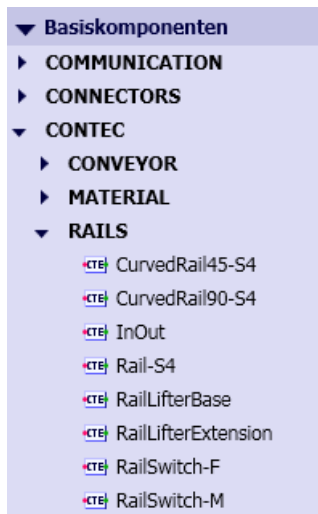 Basiskomponenten
COMMUNICATION
CONNECTORS
CONTEC
CONVEYOR
MATERIAL
RAILS
CTE CurvedRail45-S4
CTE CurvedRail90-S4
CTE InOut
CTE Rail-S4
CTE RailLifterBase
CTE RailLifterExtension
CTE RailSwitch-F
CTE RailSwitch-M